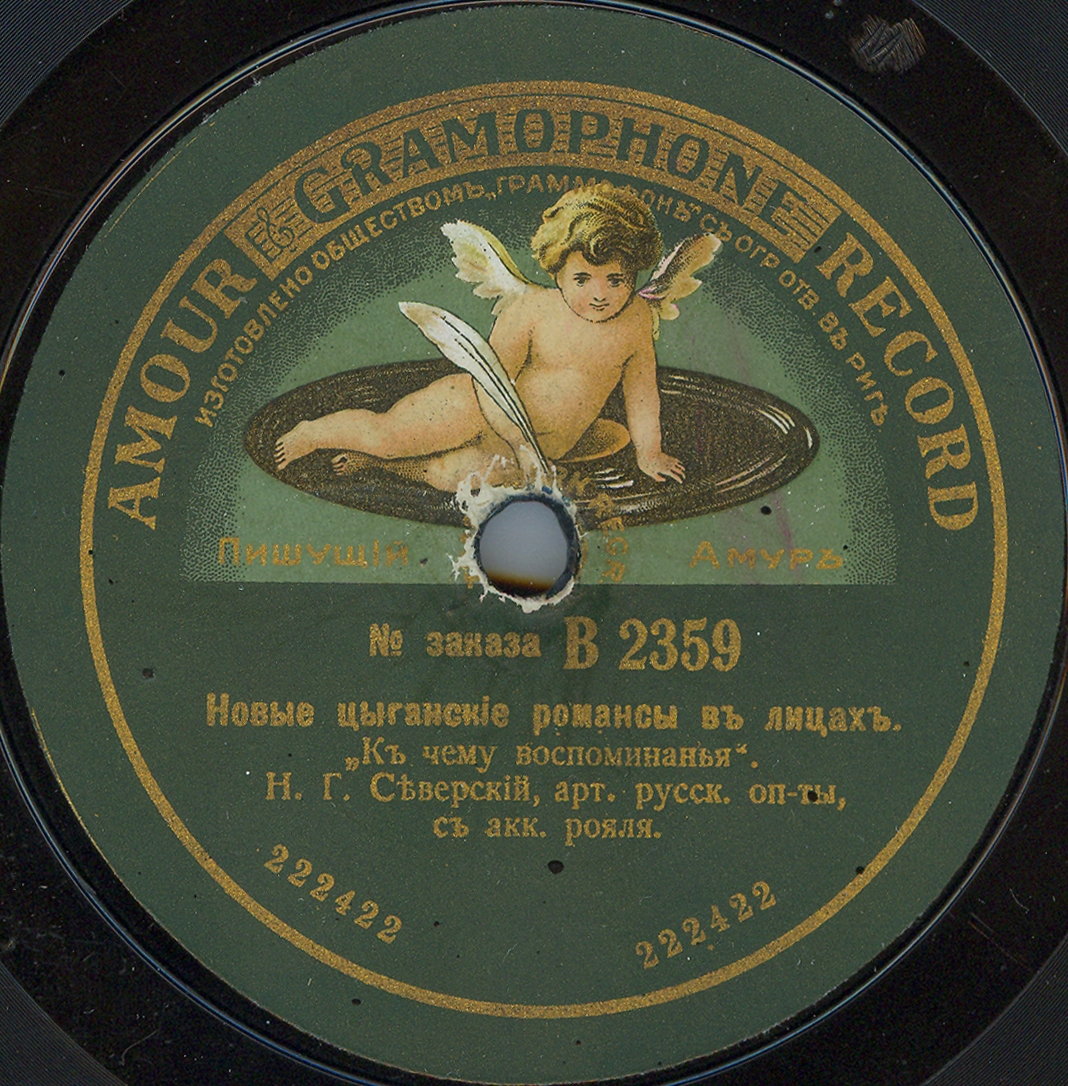 AMOUR GRAMOPHONE RECORD
ИЗГОТОВЛЕНО ОБЩЕСТВОМЪ „ГРАММОФОНЪ“ СЪ ОГР ОТВ. ВЪ РИГѢ
Пишущій Амуръ
№ заказа В 2359
Новые цыганскіе романсы въ лицахъ.
„Къ чему воспоминанья“.
Н. Г. Сѣверскій, арт. русск. оп-ты,
съ акк. рояля.
222422
222422